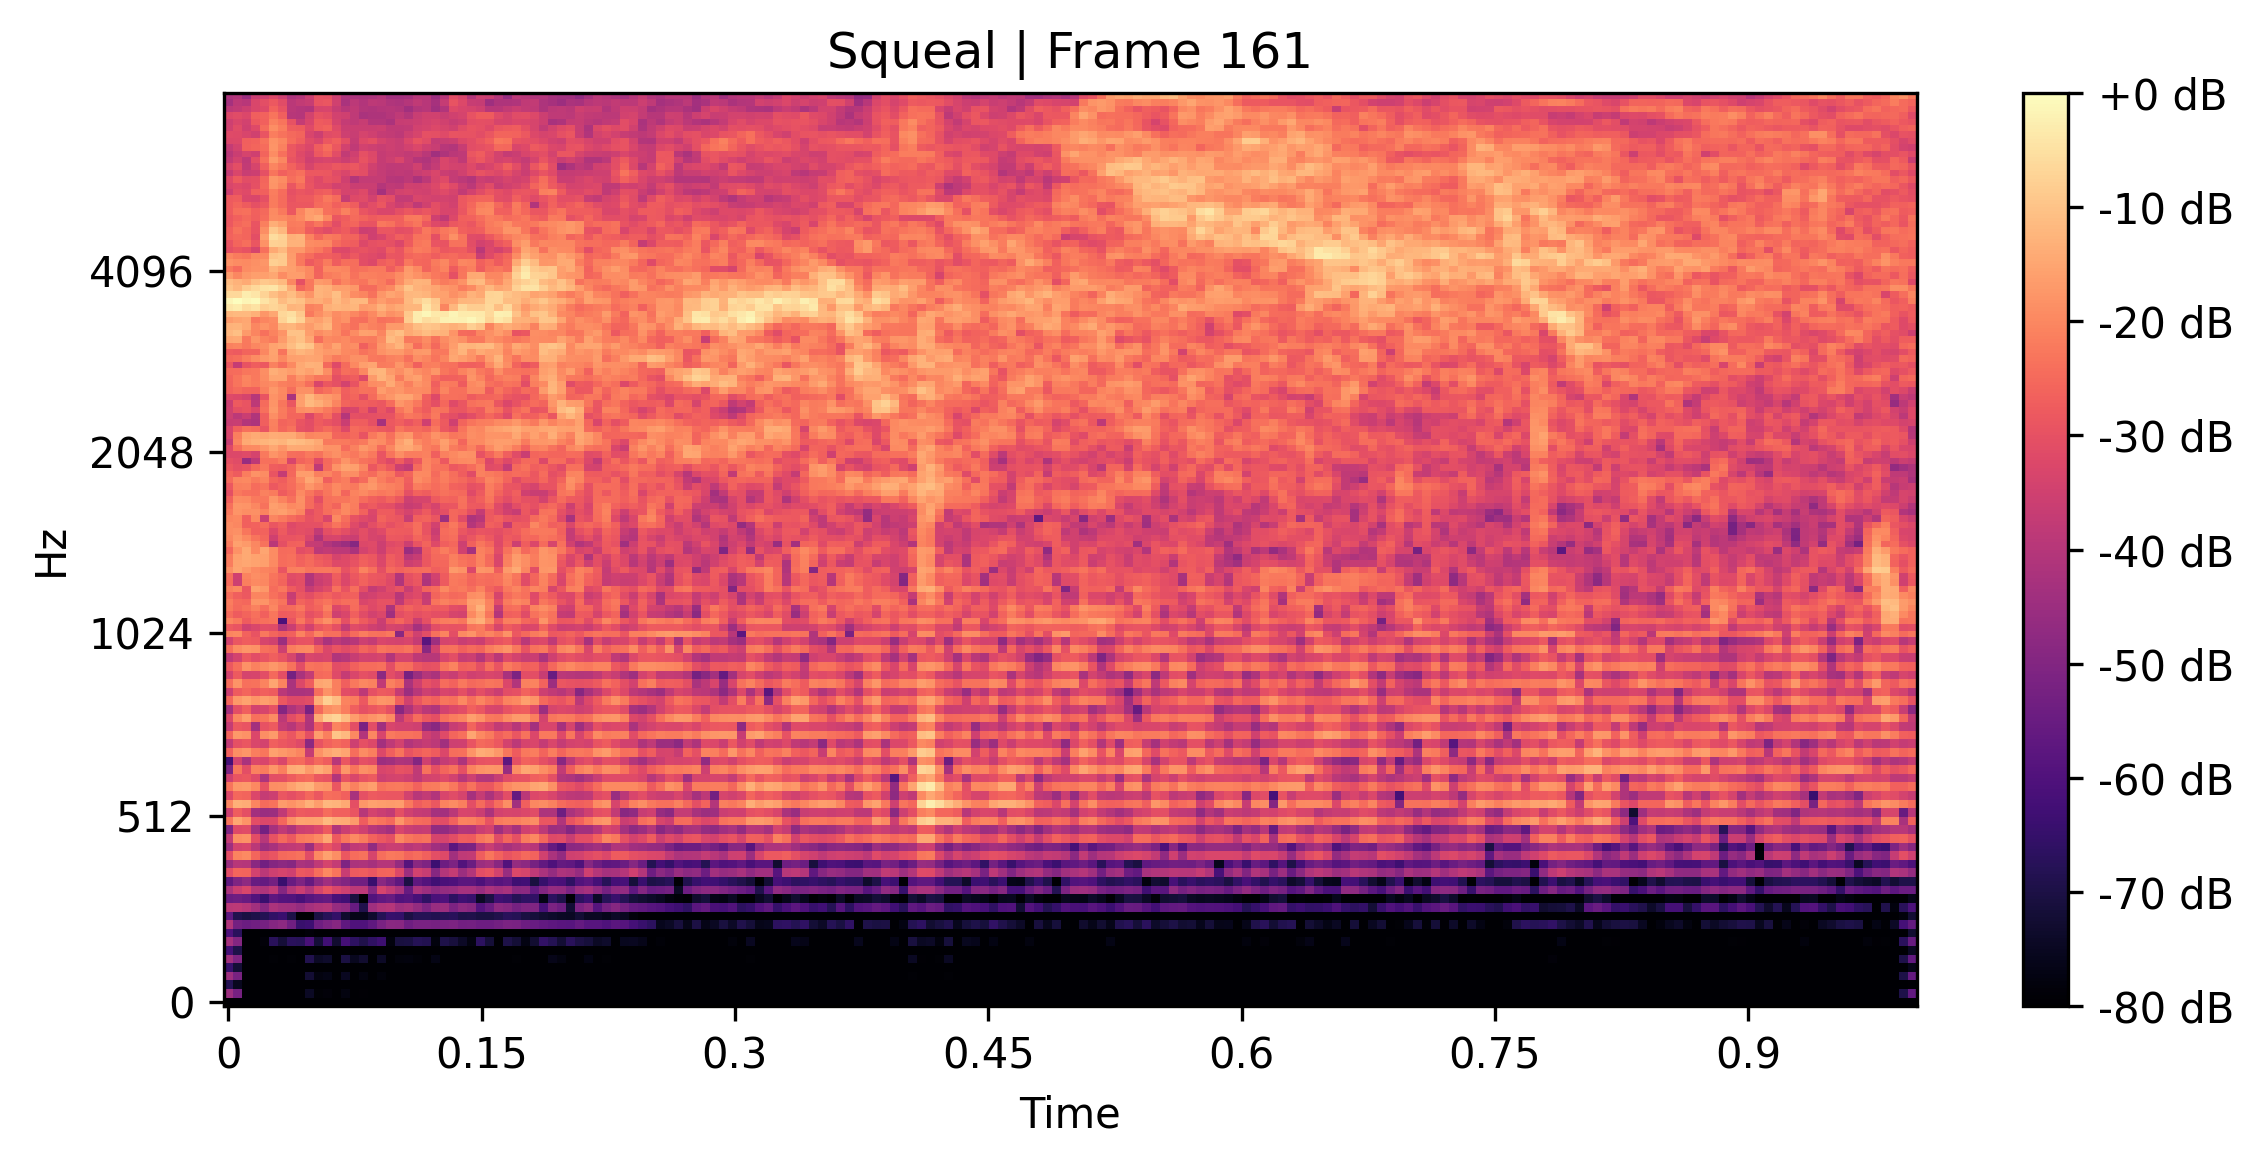 Squeal | Frame 161
+0 dB
-10 dB
-20 dB
-30 dB
-40 dB
-50 dB
-60 dB
-70 dB
-80 dB
Hz
4096
2048
1024
512
0
0 0.15 0.3 0.45 0.6 0.75 0.9
Time